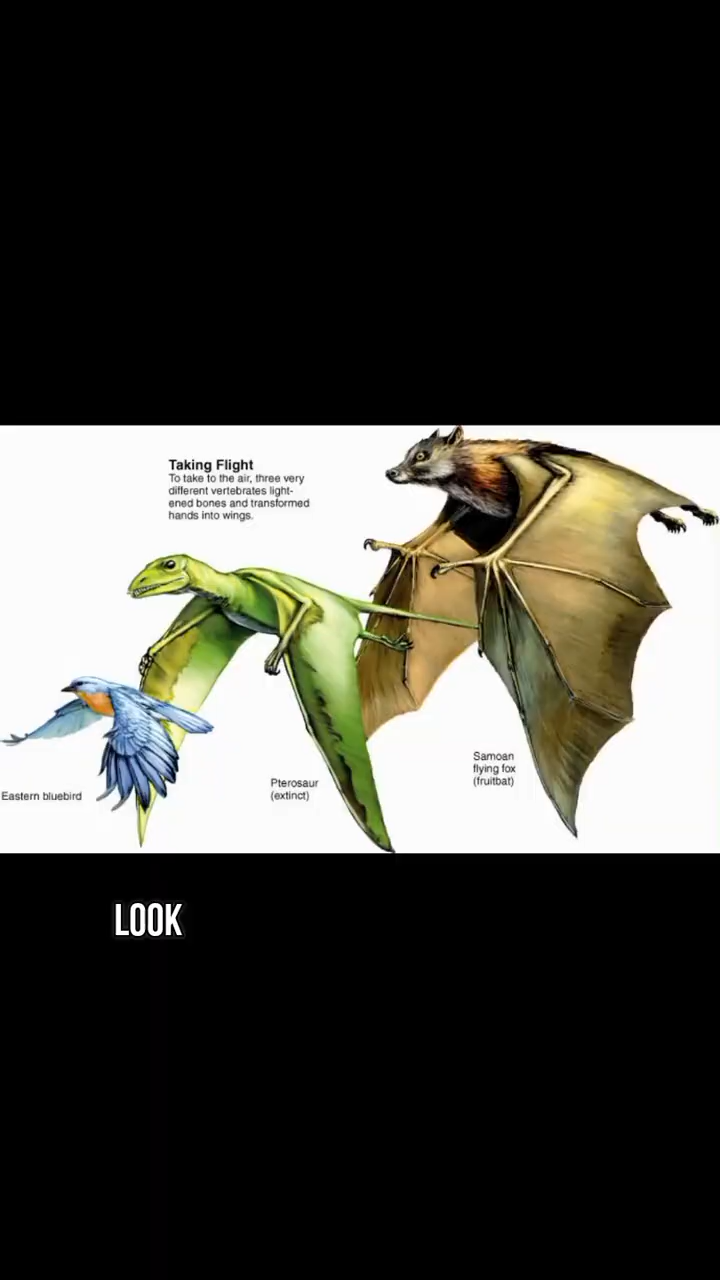 Taking Flight
To take to the air, three very
different vertebrates light-
ened bones and transformed
hands into wings.
Eastern bluebird
Pterosaur
(extinct)
Samoan
flying fox
(fruitbat)
LOOK